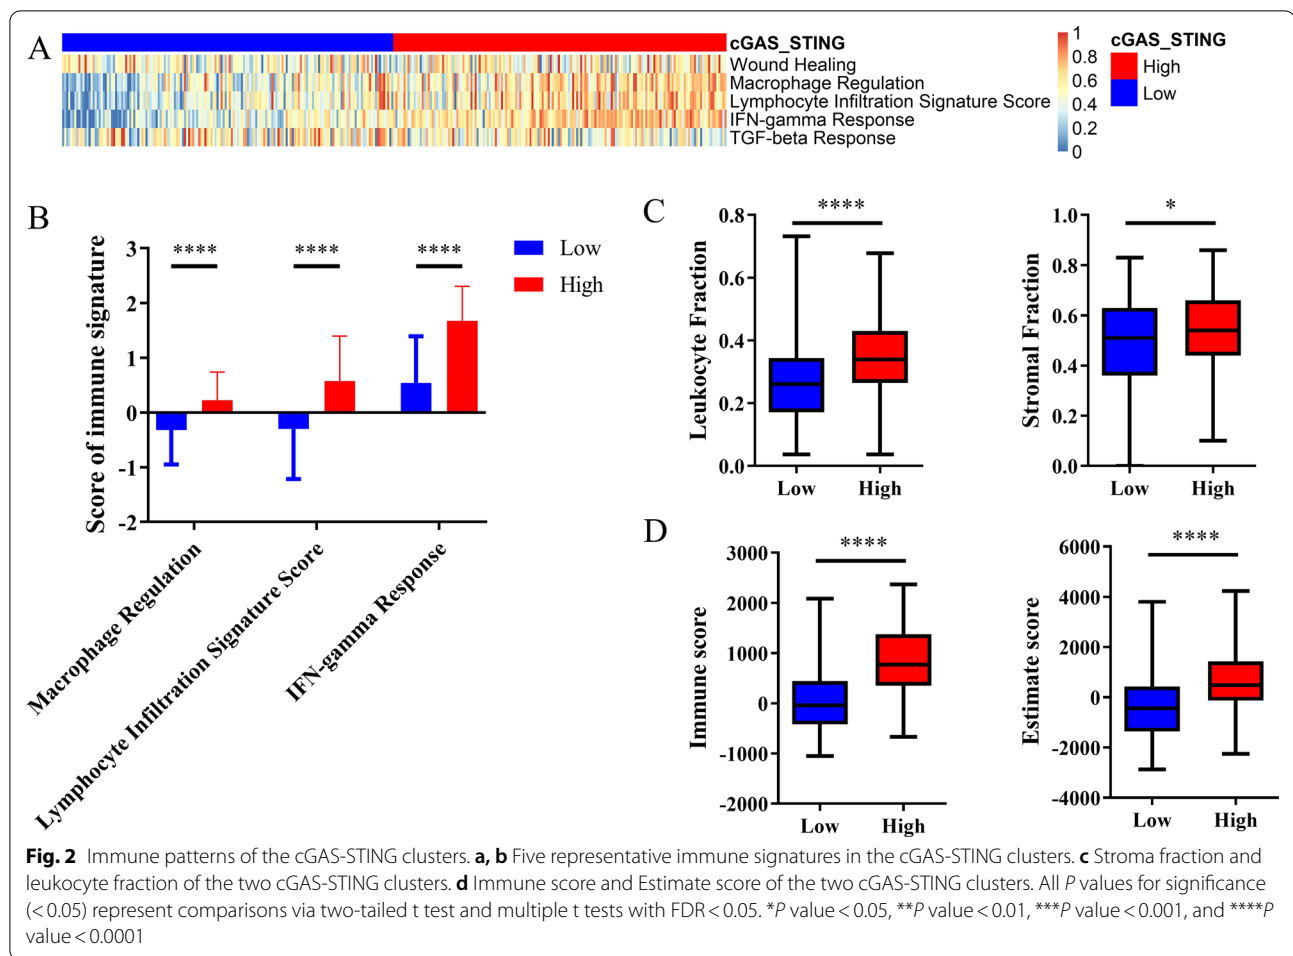 A
cGAS_STING
Wound Healing
Macrophage Regulation
Lymphocyte Infiltration Signature Score
IFN-gamma Response
TGF-beta Response
1
0.8
0.6
0.4
0.2
0
cGAS_STING
High
Low
B
Score of immune signature
3
2
1
0
-1
-2
****
****
****
Low
High
Macrophage Regulation
Lymphocyte Infiltration Signature Score
IFN-gamma Response
C
Leukocyte Fraction
0.8
0.6
0.4
0.2
0.0
****
Low
High
Stromal Fraction
1.0
0.8
0.6
0.4
0.2
0.0
*
Low
High
D
Immune score
3000
2000
1000
0
-1000
-2000
****
Low
High
Estimate score
6000
4000
2000
0
-2000
-4000
****
Low
High
Fig. 2 Immune patterns of the cGAS-STING clusters. a, b Five representative immune signatures in the cGAS-STING clusters. c Stroma fraction and
leukocyte fraction of the two cGAS-STING clusters. d Immune score and Estimate score of the two cGAS-STING clusters. All P values for significance
(< 0.05) represent comparisons via two-tailed t test and multiple t tests with FDR < 0.05. *P value < 0.05, **P value < 0.01, ***P value < 0.001, and ****P
value < 0.0001